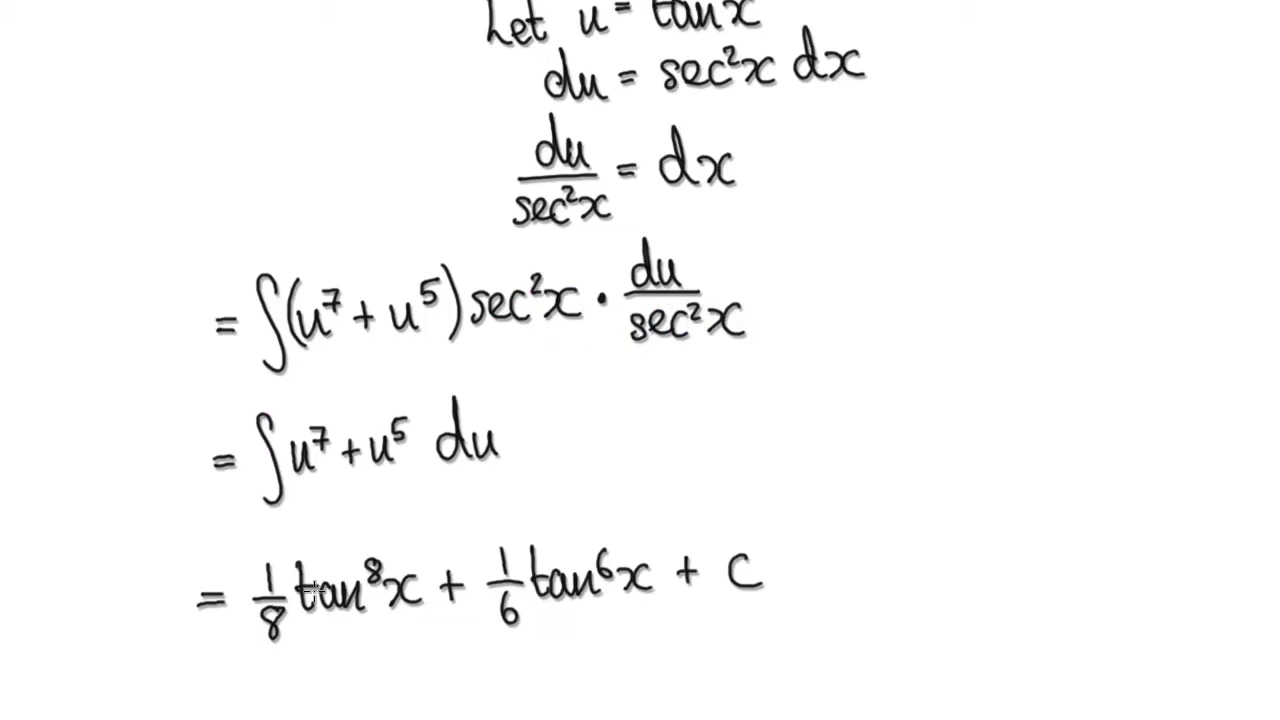 Let u = tan x
du = sec²x dx
du/sec²x = dx
= ∫(u⁷ + u⁵) sec²x · du/sec²x
= ∫u⁷ + u⁵ du
= 1/8 tan⁸x + 1/6 tan⁶x + C